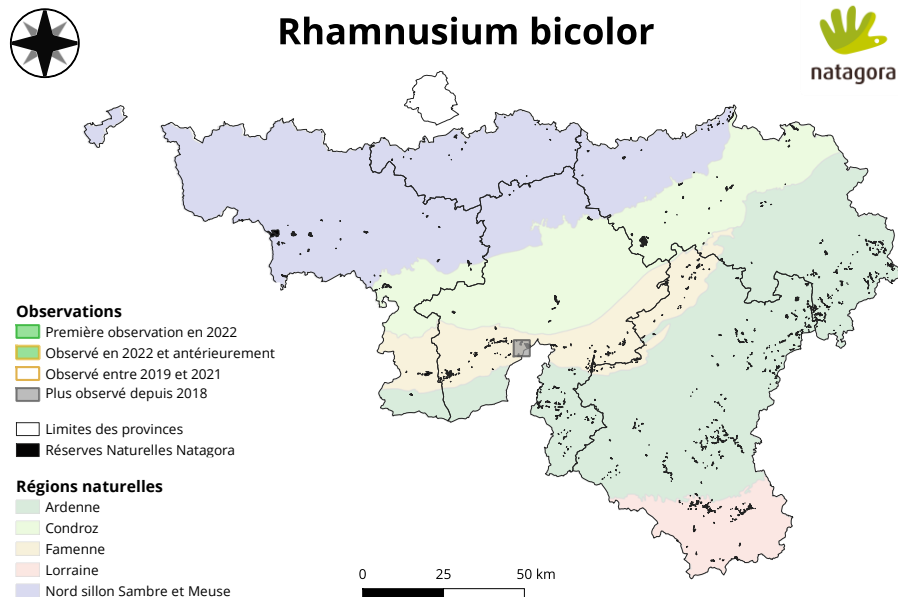 Rhamnusium bicolor
natagora
Observations
Première observation en 2022
Observé en 2022 et antérieurement
Observé entre 2019 et 2021
Plus observé depuis 2018
Limites des provinces
Réserves Naturelles Natagora
Régions naturelles
Ardenne
Condroz
Famenne
Lorraine
Nord sillon Sambre et Meuse
0 25 50 km